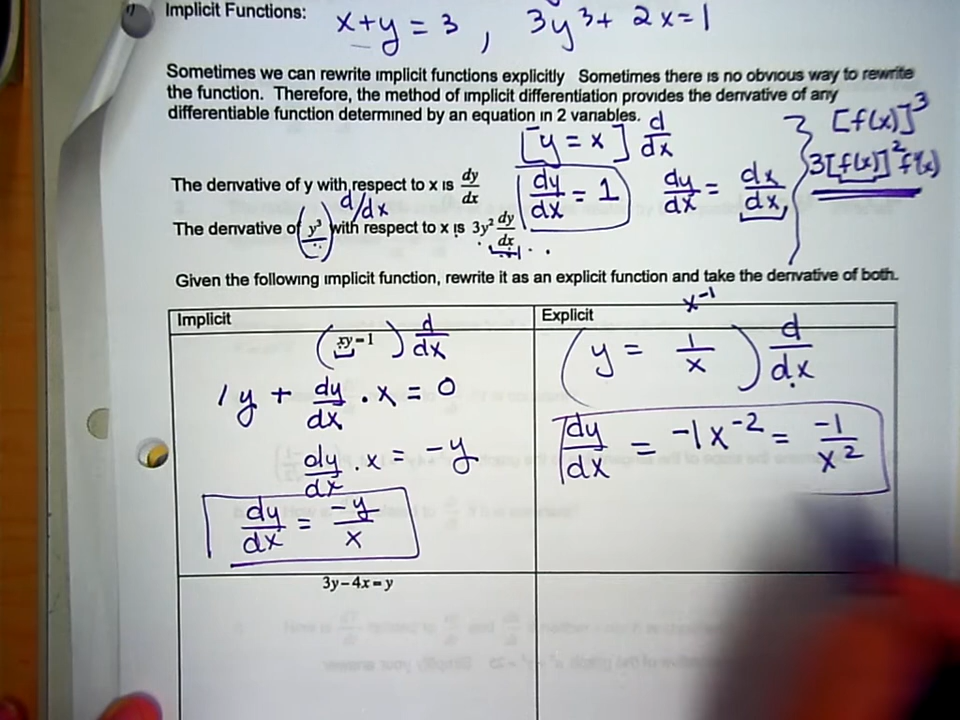 Implicit Functions: x+y = 3 , 3y³ + 2x = 1
Sometimes we can rewrite implicit functions explicitly Sometimes there is no obvious way to rewrite
the function. Therefore, the method of implicit differentiation provides the derivative of any
differentiable function determined by an equation in 2 variables.
[y = x] d/dx
[f(x)]³
3[f(x)]² f'(x)
The derivative of y with respect to x is dy/dx
dy/dx = 1 dy/dx = dx/dx
d/dx
The derivative of (y³) with respect to x is 3y² dy/dx
Given the following implicit function, rewrite it as an explicit function and take the derivative of both.
Implicit
(xy = 1) d/dx
1y + dy/dx · x = 0
dy/dx · x = -y
dy/dx = -y/x
Explicit
x⁻¹
(y = 1/x) d/dx
dy/dx = -1x⁻² = -1/x²
3y – 4x = y